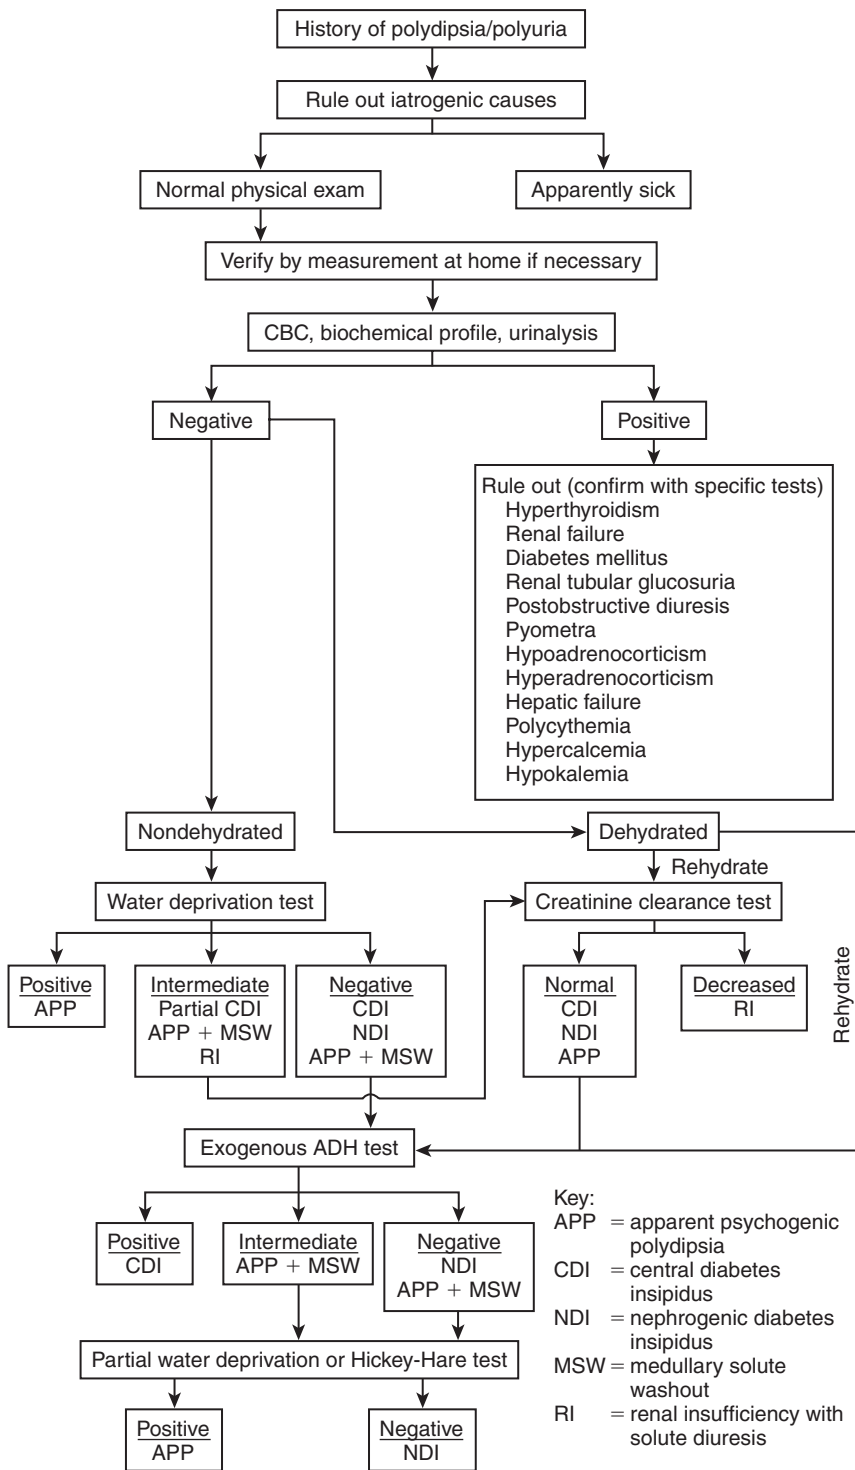 History of polydipsia/polyuria
Rule out iatrogenic causes
Normal physical exam
Apparently sick
Verify by measurement at home if necessary
CBC, biochemical profile, urinalysis
Negative
Positive
Rule out (confirm with specific tests)
Hyperthyroidism
Renal failure
Diabetes mellitus
Renal tubular glucosuria
Postobstructive diuresis
Pyometra
Hypoadrenocorticism
Hyperadrenocorticism
Hepatic failure
Polycythemia
Hypercalcemia
Hypokalemia
Nondehydrated
Dehydrated
Rehydrate
Water deprivation test
Creatinine clearance test
Rehydrate
Positive
APP
Intermediate
Partial CDI
APP + MSW
RI
Negative
CDI
NDI
APP + MSW
Normal
CDI
NDI
APP
Decreased
RI
Exogenous ADH test
Positive
CDI
Intermediate
APP + MSW
Negative
NDI
APP + MSW
Partial water deprivation or Hickey-Hare test
Positive
APP
Negative
NDI
Key:
APP = apparent psychogenic
polydipsia
CDI = central diabetes
insipidus
NDI = nephrogenic diabetes
insipidus
MSW = medullary solute
washout
RI = renal insufficiency with
solute diuresis